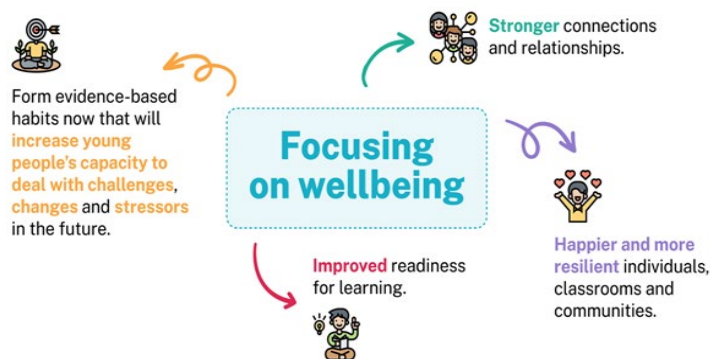 Stronger connections
and relationships.
Form evidence-based
habits now that will
increase young
people's capacity to
deal with challenges,
changes and stressors
in the future.
Focusing
on wellbeing
Happier and more
resilient individuals,
classrooms and
communities.
Improved readiness
for learning.